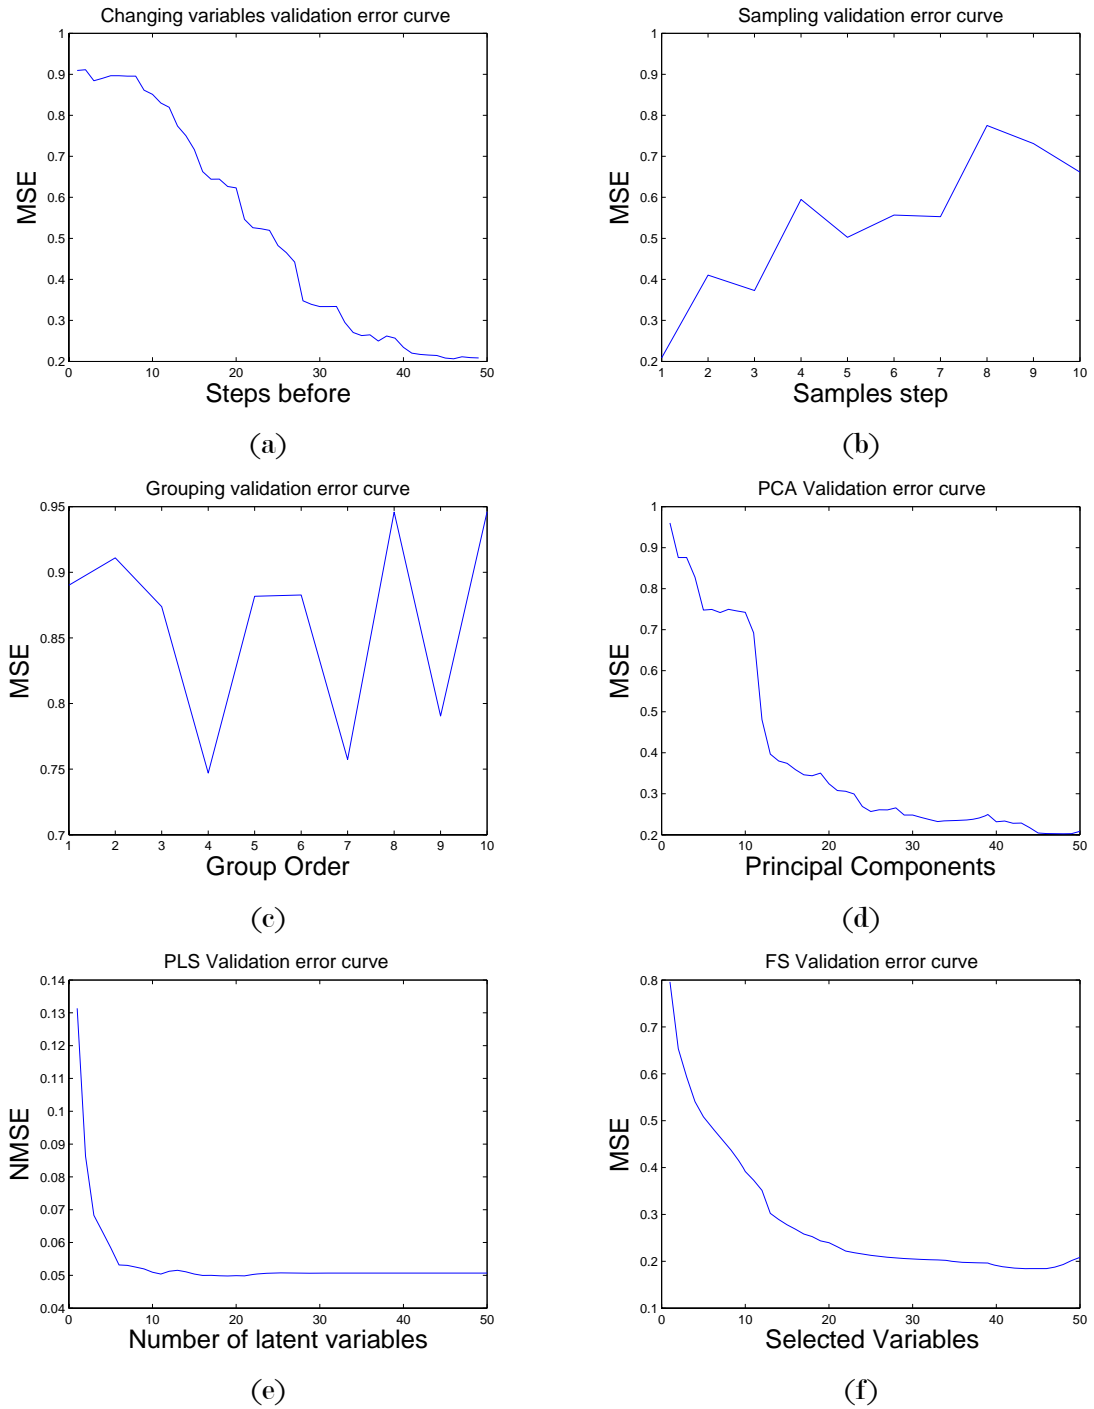 Changing variables validation error curve
1
0.9
0.8
0.7
0.6
0.5
0.4
0.3
0.2
MSE
0 10 20 30 40 50
Steps before
(a)
Sampling validation error curve
1
0.9
0.8
0.7
0.6
0.5
0.4
0.3
0.2
MSE
1 2 3 4 5 6 7 8 9 10
Samples step
(b)
Grouping validation error curve
0.95
0.9
0.85
0.8
0.75
0.7
MSE
1 2 3 4 5 6 7 8 9 10
Group Order
(c)
PCA Validation error curve
1
0.9
0.8
0.7
0.6
0.5
0.4
0.3
0.2
MSE
0 10 20 30 40 50
Principal Components
(d)
PLS Validation error curve
0.14
0.13
0.12
0.11
0.1
0.09
0.08
0.07
0.06
0.05
0.04
NMSE
0 10 20 30 40 50
Number of latent variables
(e)
FS Validation error curve
0.8
0.7
0.6
0.5
0.4
0.3
0.2
0.1
MSE
0 10 20 30 40 50
Selected Variables
(f)